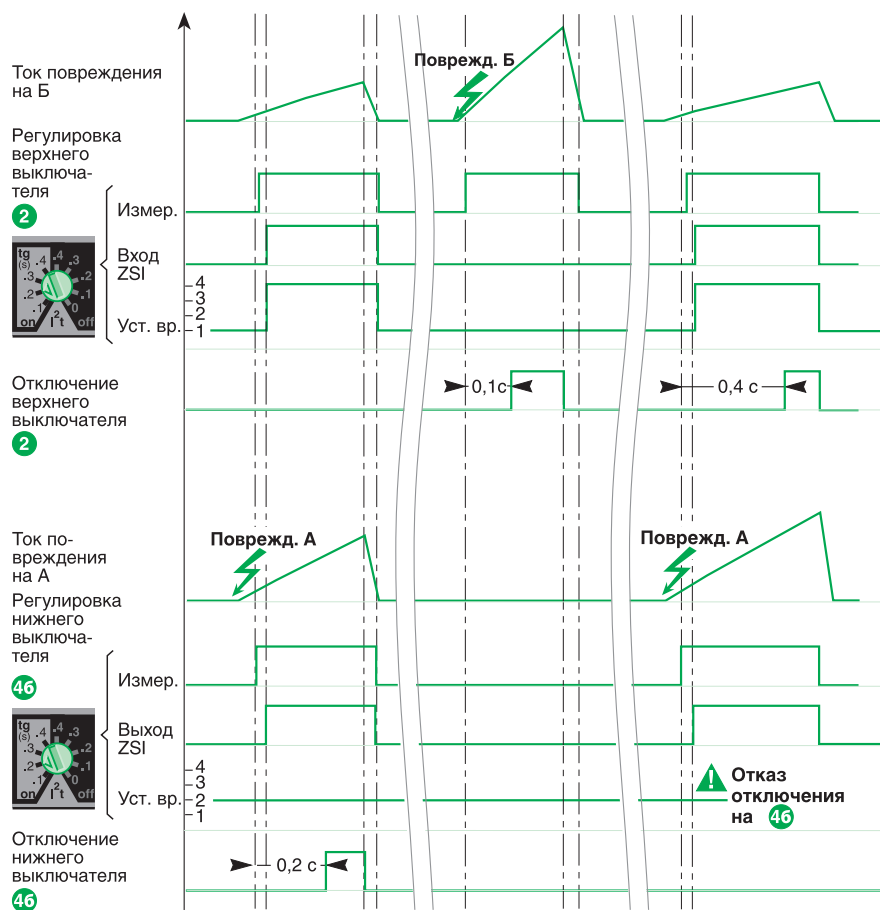 Ток повреждения
на Б
Поврежд. Б
Регулировка
верхнего
выключа-
теля
2
Измер.
Вход
ZSI
tg
(s)
.4 .4
.3 .3
.2 .2
.1 .1
0
on I²t off
4
3
2
Уст. вр. 1
Отключение
верхнего
выключателя
2
0,1с
0,4 с
Ток по-
вреждения
на А
Поврежд. А
Поврежд. А
Регулировка
нижнего
выключа-
теля
4б
Измер.
Выход
ZSI
tg
(s)
.4 .4
.3 .3
.2 .2
.1 .1
0
on I²t off
4
3
Уст. вр. 2
1
! Отказ
отключения
на 4б
Отключение
нижнего
выключателя
4б
0,2 с